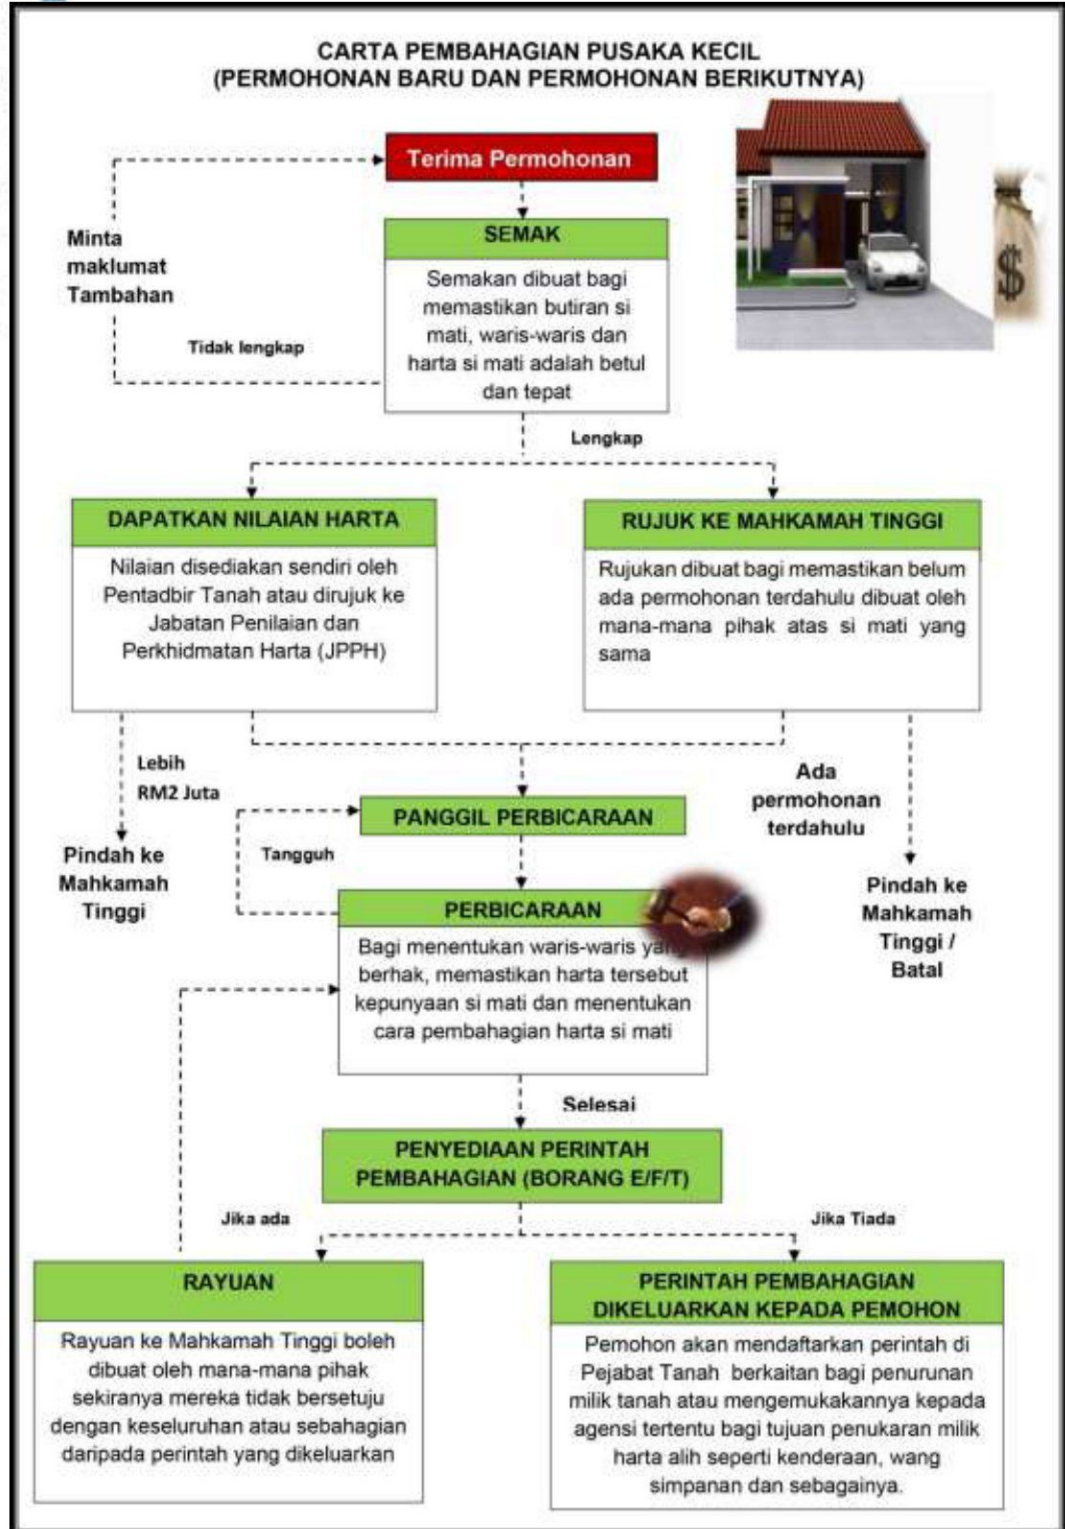 CARTA PEMBAHAGIAN PUSAKA KECIL
(PERMOHONAN BARU DAN PERMOHONAN BERIKUTNYA)
Terima Permohonan
Minta
maklumat
Tambahan
SEMAK
Semakan dibuat bagi
memastikan butiran si
mati, waris-waris dan
harta si mati adalah betul
dan tepat
$
Tidak lengkap
Lengkap
DAPATKAN NILAIAN HARTA
Nilaian disediakan sendiri oleh
Pentadbir Tanah atau dirujuk ke
Jabatan Penilaian dan
Perkhidmatan Harta (JPPH)
RUJUK KE MAHKAMAH TINGGI
Rujukan dibuat bagi memastikan belum
ada permohonan terdahulu dibuat oleh
mana-mana pihak atas si mati yang
sama
Lebih
RM2 Juta
Pindah ke
Mahkamah
Tinggi
Ada
permohonan
terdahulu
Pindah ke
Mahkamah
Tinggi /
Batal
PANGGIL PERBICARAAN
Tangguh
PERBICARAAN
Bagi menentukan waris-waris yang
berhak, memastikan harta tersebut
kepunyaan si mati dan menentukan
cara pembahagian harta si mati
Selesai
PENYEDIAAN PERINTAH
PEMBAHAGIAN (BORANG E/F/T)
Jika ada
Jika Tiada
RAYUAN
Rayuan ke Mahkamah Tinggi boleh
dibuat oleh mana-mana pihak
sekiranya mereka tidak bersetuju
dengan keseluruhan atau sebahagian
daripada perintah yang dikeluarkan
PERINTAH PEMBAHAGIAN
DIKELUARKAN KEPADA PEMOHON
Pemohon akan mendaftarkan perintah di
Pejabat Tanah berkaitan bagi penurunan
milik tanah atau mengemukakannya kepada
agensi tertentu bagi tujuan penukaran milik
harta alih seperti kenderaan, wang
simpanan dan sebagainya.